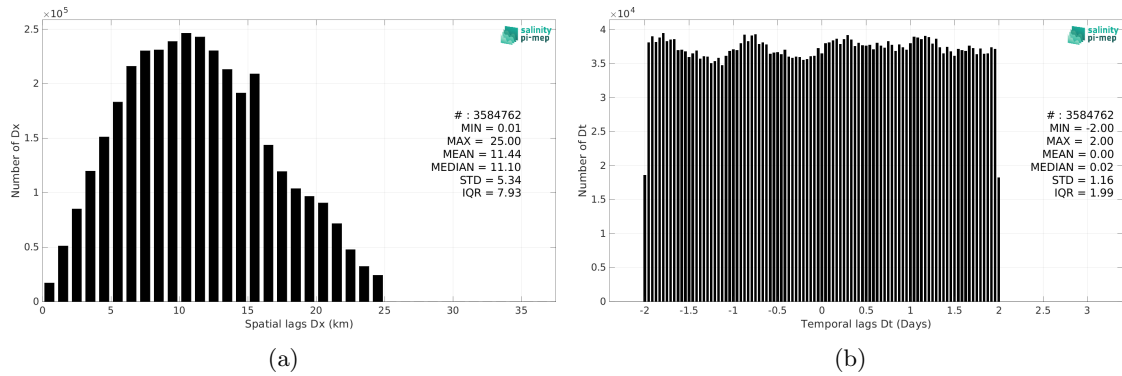 ×10^5
2.5
2
1.5
1
0.5
0
0 5 10 15 20 25 30 35
Number of Dx
Spatial lags Dx (km)
salinity
pi-mep
# : 3584762
MIN = 0.01
MAX = 25.00
MEAN = 11.44
MEDIAN = 11.10
STD = 5.34
IQR = 7.93
(a)
×10^4
4
3.5
3
2.5
2
1.5
1
0.5
0
-2 -1.5 -1 -0.5 0 0.5 1 1.5 2 2.5 3
Number of Dt
Temporal lags Dt (Days)
salinity
pi-mep
# : 3584762
MIN = -2.00
MAX = 2.00
MEAN = 0.00
MEDIAN = 0.02
STD = 1.16
IQR = 1.99
(b)